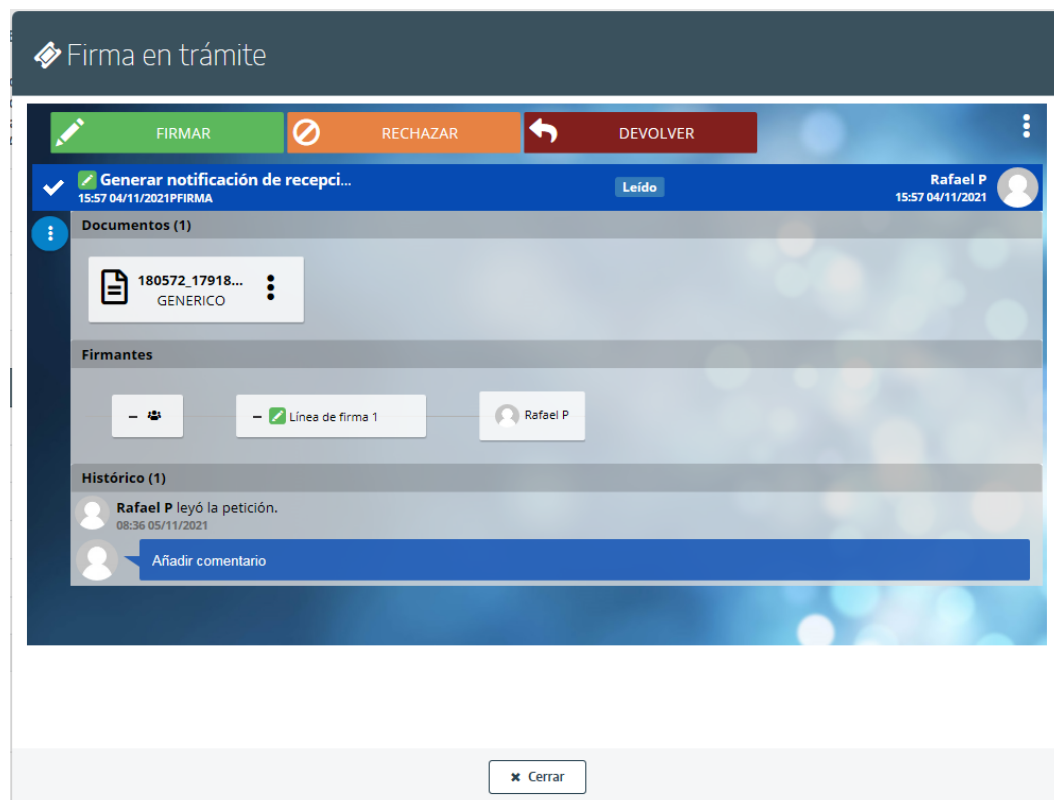 Firma en trámite
FIRMAR
RECHAZAR
DEVOLVER
Generar notificación de recepci...
15:57 04/11/2021PFIRMA
Leído
Rafael P
15:57 04/11/2021
Documentos (1)
180572_17918...
GENERICO
Firmantes
Línea de firma 1
Rafael P
Histórico (1)
Rafael P leyó la petición.
08:36 05/11/2021
Añadir comentario
Cerrar